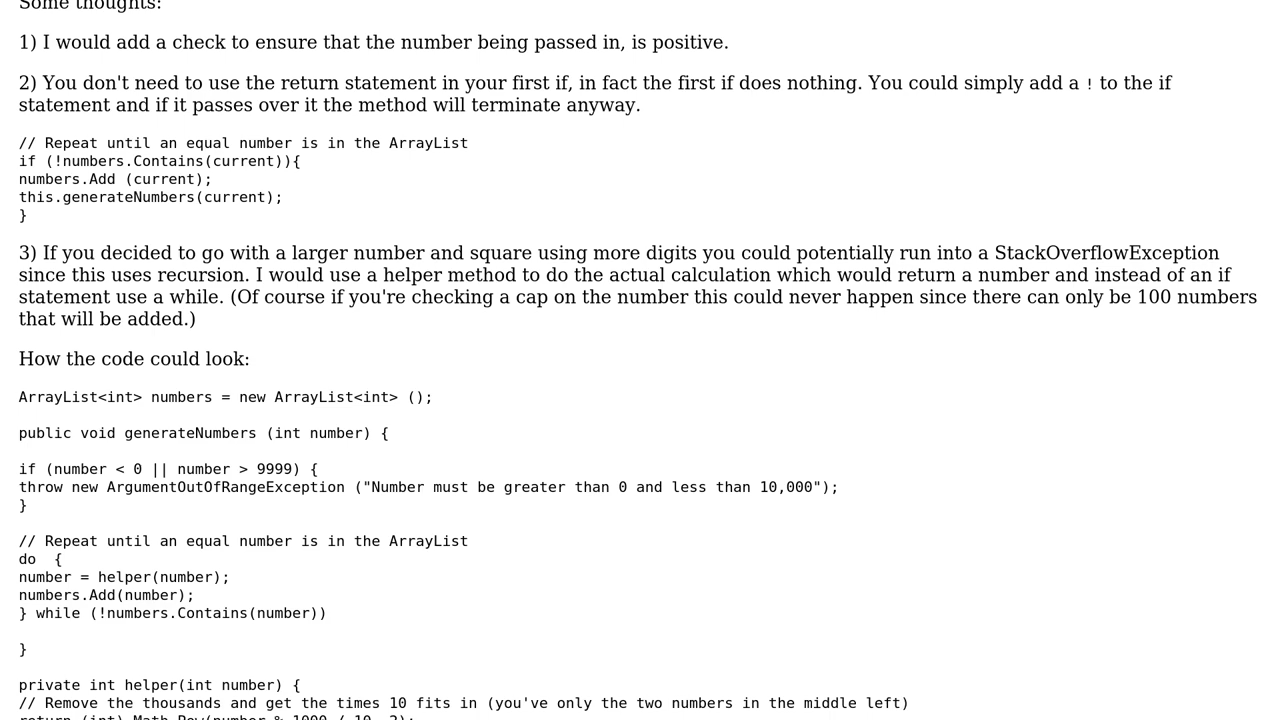 Some thoughts:
1) I would add a check to ensure that the number being passed in, is positive.
2) You don't need to use the return statement in your first if, in fact the first if does nothing. You could simply add a ! to the if
statement and if it passes over it the method will terminate anyway.
// Repeat until an equal number is in the ArrayList
if (!numbers.Contains(current)){
numbers.Add (current);
this.generateNumbers(current);
}
3) If you decided to go with a larger number and square using more digits you could potentially run into a StackOverflowException
since this uses recursion. I would use a helper method to do the actual calculation which would return a number and instead of an if
statement use a while. (Of course if you're checking a cap on the number this could never happen since there can only be 100 numbers
that will be added.)
How the code could look:
ArrayList<int> numbers = new ArrayList<int> ();
public void generateNumbers (int number) {
if (number < 0 || number > 9999) {
throw new ArgumentOutOfRangeException ("Number must be greater than 0 and less than 10,000");
}
// Repeat until an equal number is in the ArrayList
do  {
number = helper(number);
numbers.Add(number);
} while (!numbers.Contains(number))
}
private int helper(int number) {
// Remove the thousands and get the times 10 fits in (you've only the two numbers in the middle left)
return (int) Math.Pow(number % 1000 / 10, 2);